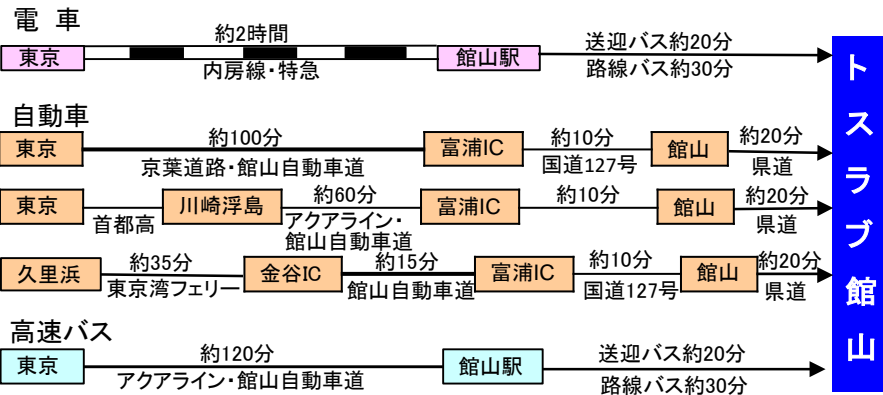 電 車
約2時間
東京
内房線・特急
館山駅
送迎バス約20分
路線バス約30分
自動車
東京
約100分
京葉道路・館山自動車道
富浦IC
約10分
国道127号
館山
約20分
県道
東京
首都高
川崎浮島
約60分
アクアライン・
館山自動車道
富浦IC
約10分
館山
約20分
県道
久里浜
約35分
東京湾フェリー
金谷IC
約15分
館山自動車道
富浦IC
約10分
国道127号
館山
約20分
県道
高速バス
東京
約120分
アクアライン・館山自動車道
館山駅
送迎バス約20分
路線バス約30分
トスラブ館山